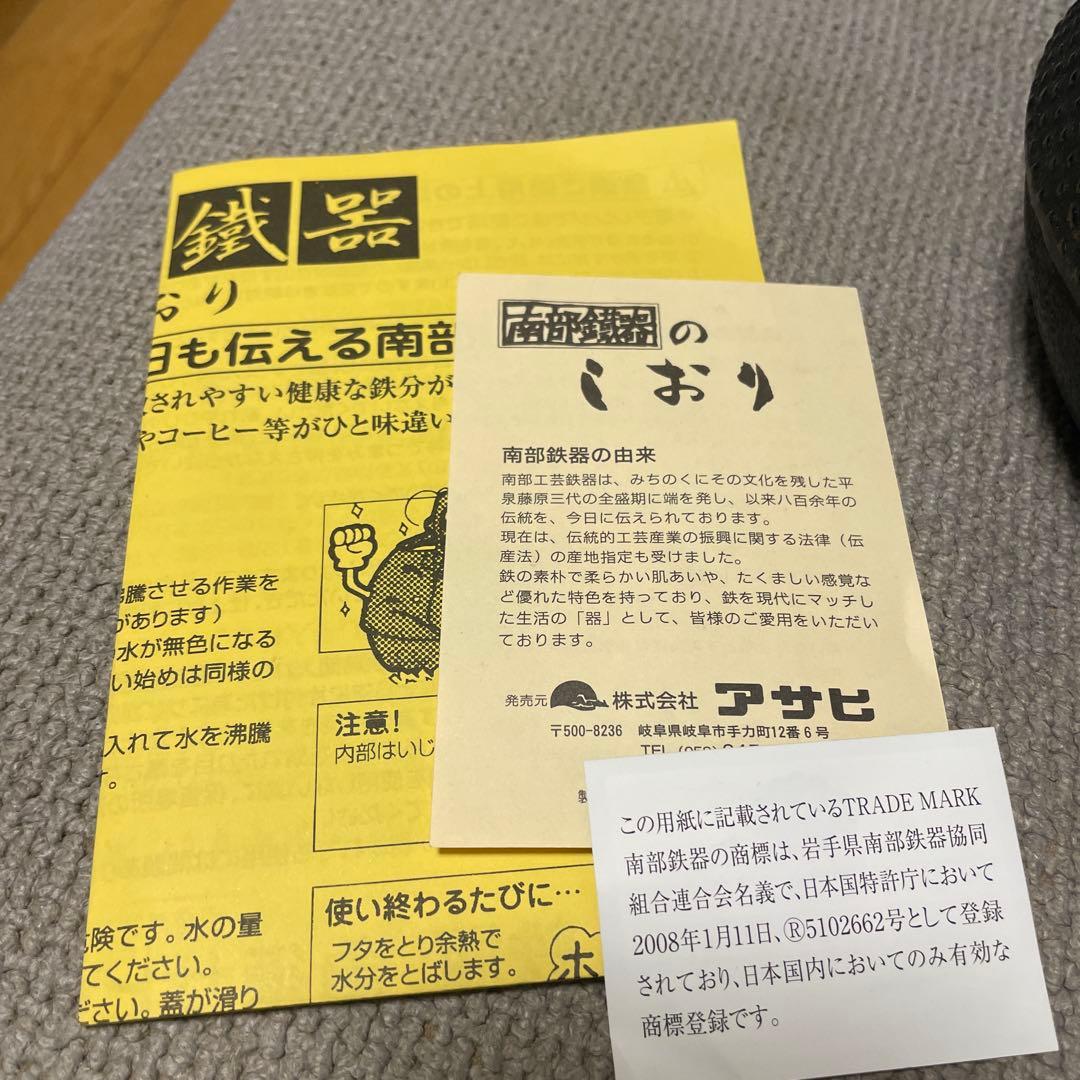 鐵器
おり
日も伝える南部
されやすい健康な鉄分が
やコーヒー等がひと味違い
沸騰させる作業を
があります)
水が無色になる
い始めは同様の
入れて水を沸騰
す。
注意!
内部はいじ
使い終わるたびに…
フタをとり余熱で
水分をとばします。
ホ
危険です。水の量
てください。
ださい。蓋が滑り
南部鐵器の
しおり
南部鉄器の由来
南部工芸鉄器は、みちのくにその文化を残した平
泉藤原三代の全盛期に端を発し、以来八百余年の
伝統を、今日に伝えられております。
現在は、伝統的工芸産業の振興に関する法律（伝
産法）の産地指定も受けました。
鉄の素朴で柔らかい肌あいや、たくましい感覚な
ど優れた特色を持っており、鉄を現代にマッチし
た生活の「器」として、皆様のご愛用をいただい
ております。
発売元 株式会社 アサヒ
〒500-8236 岐阜県岐阜市手力町12番6号
TEL
この用紙に記載されているTRADE MARK
南部鉄器の商標は、岩手県南部鉄器協同
組合連合会名義で、日本国特許庁において
2008年1月11日、®5102662号として登録
されており、日本国内においてのみ有効な
商標登録です。